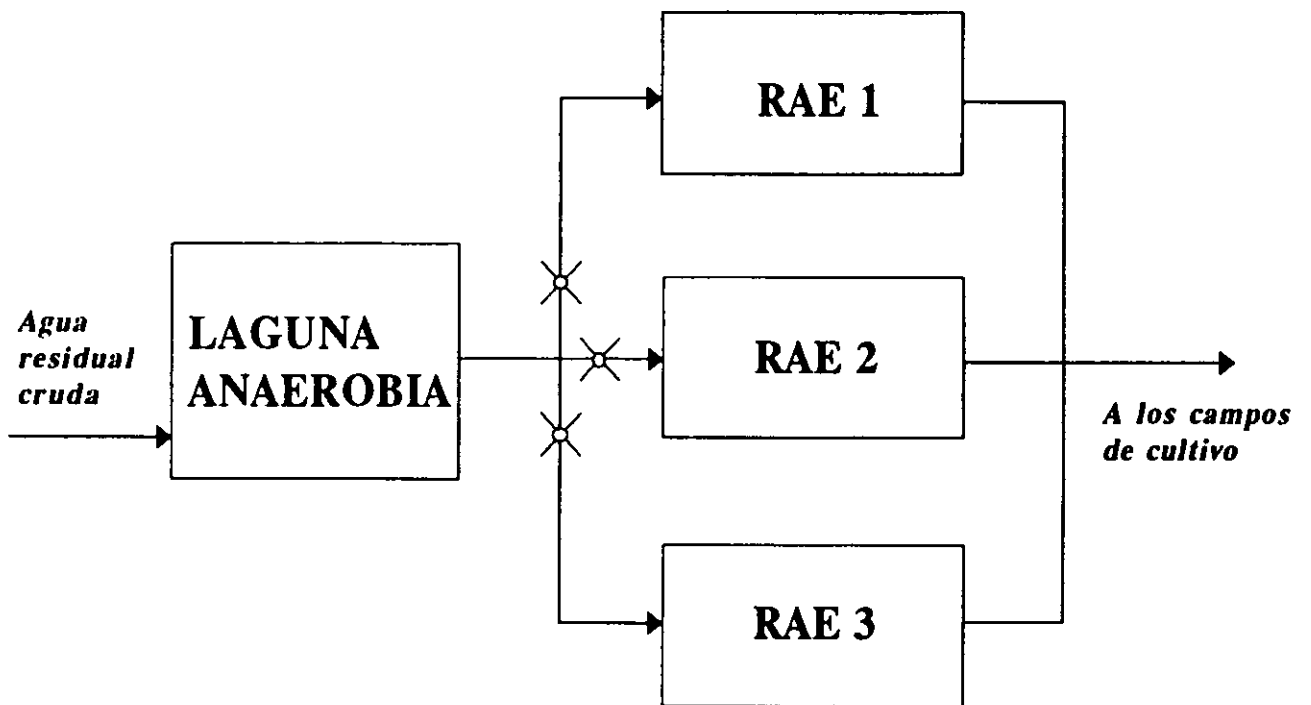 RAE 1
Agua
residual
cruda
LAGUNA
ANAEROBIA
RAE 2
A los campos
de cultivo
RAE 3